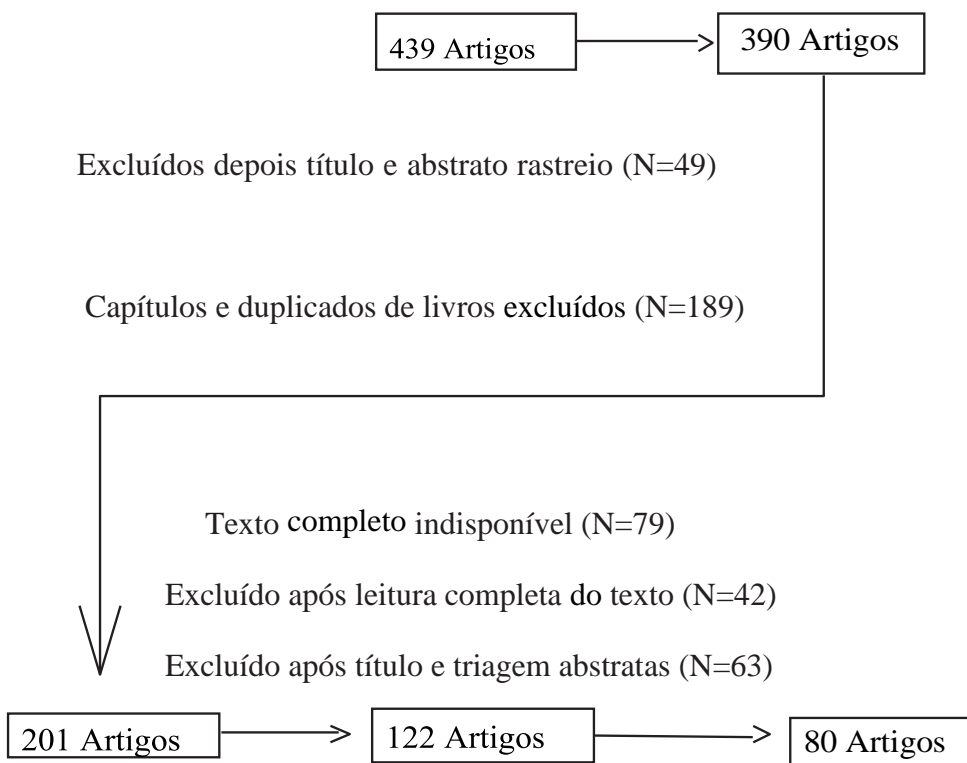 439 Artigos
390 Artigos
Excluídos depois título e abstrato rastreio (N=49)
Capítulos e duplicados de livros excluídos (N=189)
Texto completo indisponível (N=79)
Excluído após leitura completa do texto (N=42)
Excluído após título e triagem abstratas (N=63)
201 Artigos
122 Artigos
80 Artigos